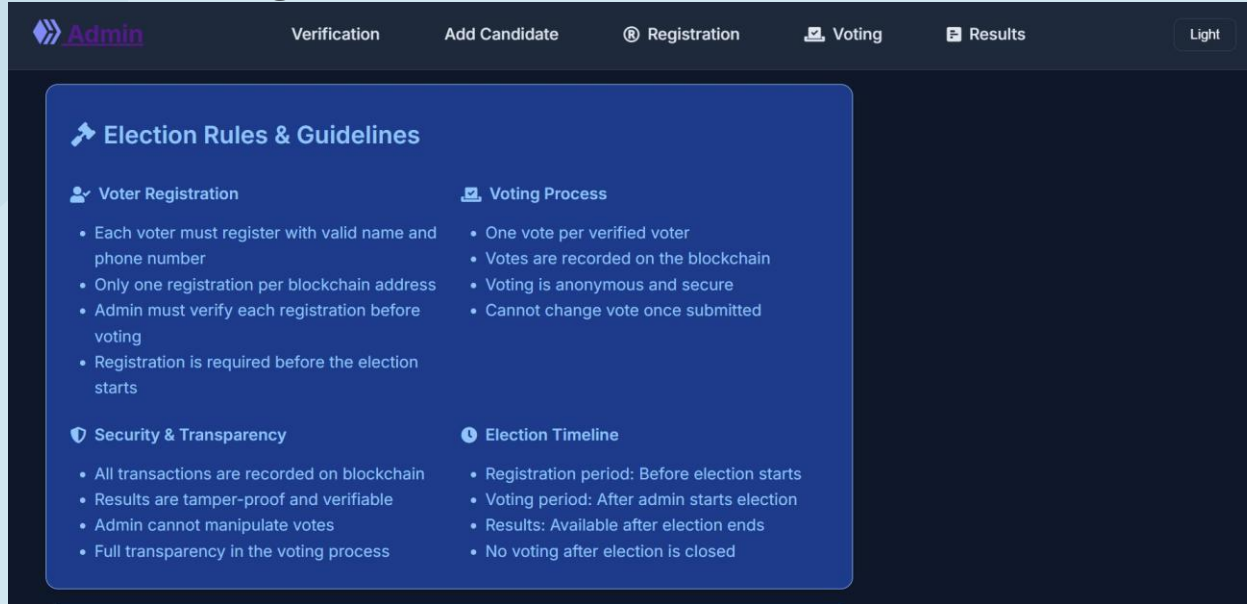 Admin
Verification
Add Candidate
Registration
Voting
Results
Light
Election Rules & Guidelines
Voter Registration
• Each voter must register with valid name and
phone number
• Only one registration per blockchain address
• Admin must verify each registration before
voting
• Registration is required before the election
starts
Voting Process
• One vote per verified voter
• Votes are recorded on the blockchain
• Voting is anonymous and secure
• Cannot change vote once submitted
Security & Transparency
• All transactions are recorded on blockchain
• Results are tamper-proof and verifiable
• Admin cannot manipulate votes
• Full transparency in the voting process
Election Timeline
• Registration period: Before election starts
• Voting period: After admin starts election
• Results: Available after election ends
• No voting after election is closed